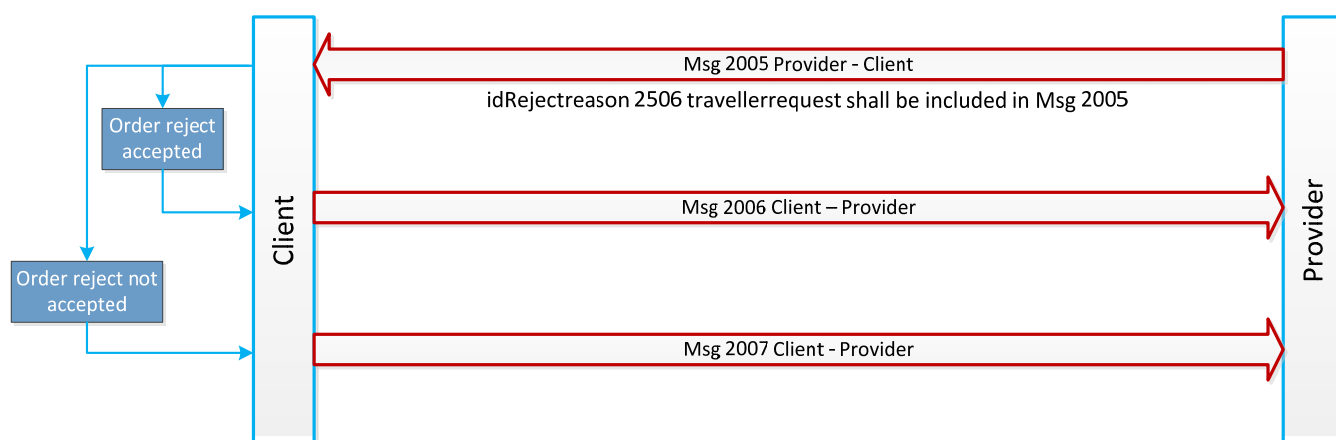 Msg 2005 Provider - Client
idRejectreason 2506 travellerrequest shall be included in Msg 2005
Order reject
accepted
Msg 2006 Client – Provider
Client
Provider
Order reject not
accepted
Msg 2007 Client - Provider